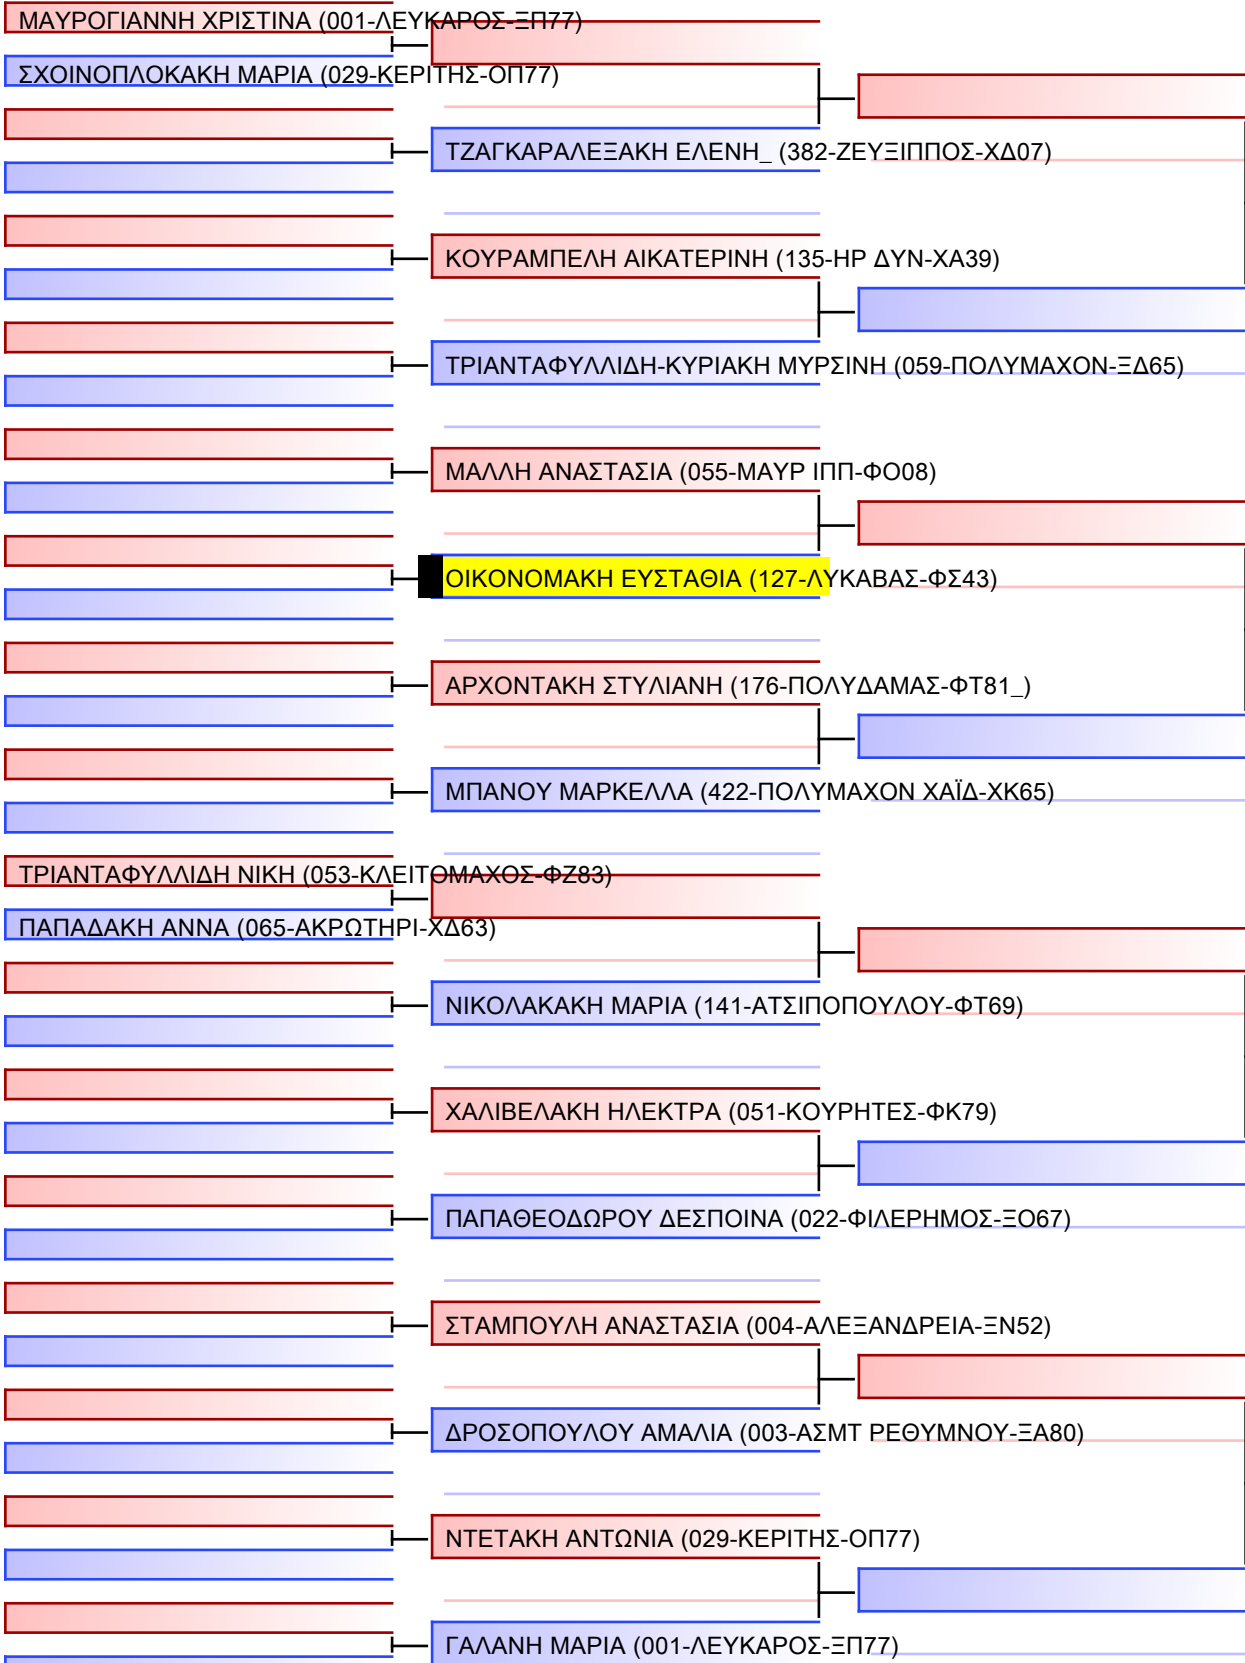 ΜΑΥΡΟΓΙΑΝΝΗ ΧΡΙΣΤΙΝΑ (001-ΛΕΥΚΑΡΟΣ-ΞΠ77)
ΣΧΟΙΝΟΠΛΟΚΑΚΗ ΜΑΡΙΑ (029-ΚΕΡΙΤΗΣ-ΟΠ77)
ΤΖΑΓΚΑΡΑΛΕΞΑΚΗ ΕΛΕΝΗ_ (382-ΖΕΥΞΙΠΠΟΣ-ΧΔ07)
ΚΟΥΡΑΜΠΕΛΗ ΑΙΚΑΤΕΡΙΝΗ (135-ΗΡ ΔΥΝ-ΧΑ39)
ΤΡΙΑΝΤΑΦΥΛΛΙΔΗ-ΚΥΡΙΑΚΗ ΜΥΡΣΙΝΗ (059-ΠΟΛΥΜΑΧΟΝ-ΞΔ65)
ΜΑΛΛΗ ΑΝΑΣΤΑΣΙΑ (055-ΜΑΥΡ ΙΠΠ-ΦΟ08)
ΟΙΚΟΝΟΜΑΚΗ ΕΥΣΤΑΘΙΑ (127-ΛΥΚΑΒΑΣ-ΦΣ43)
ΑΡΧΟΝΤΑΚΗ ΣΤΥΛΙΑΝΗ (176-ΠΟΛΥΔΑΜΑΣ-ΦΤ81_)
ΜΠΑΝΟΥ ΜΑΡΚΕΛΛΑ (422-ΠΟΛΥΜΑΧΟΝ ΧΑΪΔ-ΧΚ65)
ΤΡΙΑΝΤΑΦΥΛΛΙΔΗ ΝΙΚΗ (053-ΚΛΕΙΤΟΜΑΧΟΣ-ΦΖ83)
ΠΑΠΑΔΑΚΗ ΑΝΝΑ (065-ΑΚΡΩΤΗΡΙ-ΧΔ63)
ΝΙΚΟΛΑΚΑΚΗ ΜΑΡΙΑ (141-ΑΤΣΙΠΟΠΟΥΛΟΥ-ΦΤ69)
ΧΑΛΙΒΕΛΑΚΗ ΗΛΕΚΤΡΑ (051-ΚΟΥΡΗΤΕΣ-ΦΚ79)
ΠΑΠΑΘΕΟΔΩΡΟΥ ΔΕΣΠΟΙΝΑ (022-ΦΙΛΕΡΗΜΟΣ-ΞΟ67)
ΣΤΑΜΠΟΥΛΗ ΑΝΑΣΤΑΣΙΑ (004-ΑΛΕΞΑΝΔΡΕΙΑ-ΞΝ52)
ΔΡΟΣΟΠΟΥΛΟΥ ΑΜΑΛΙΑ (003-ΑΣΜΤ ΡΕΘΥΜΝΟΥ-ΞΑ80)
ΝΤΕΤΑΚΗ ΑΝΤΩΝΙΑ (029-ΚΕΡΙΤΗΣ-ΟΠ77)
ΓΑΛΑΝΗ ΜΑΡΙΑ (001-ΛΕΥΚΑΡΟΣ-ΞΠ77)